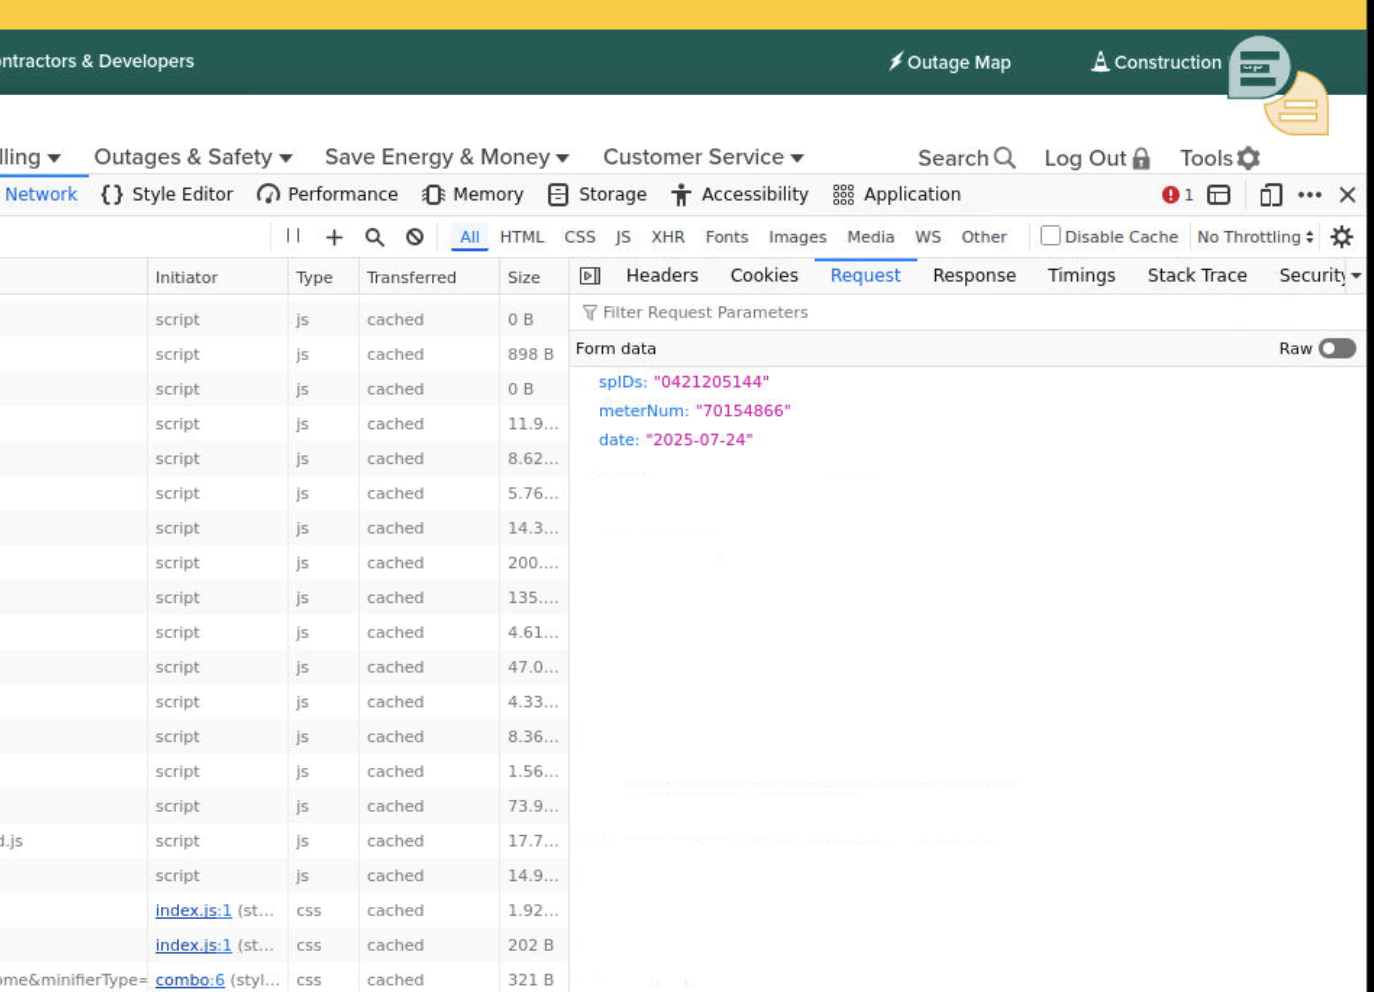 ontractors & Developers Outage Map Construction
lling Outages & Safety Save Energy & Money Customer Service Search Log Out Tools
Network {} Style Editor Performance Memory Storage Accessibility Application 1
All HTML CSS JS XHR Fonts Images Media WS Other Disable Cache No Throttling
Initiator Type Transferred Size Headers Cookies Request Response Timings Stack Trace Security
Filter Request Parameters
script js cached 0 B
Form data Raw
script js cached 898 B
spIDs: "0421205144"
script js cached 0 B
meterNum: "70154866"
script js cached 11.9...
date: "2025-07-24"
script js cached 8.62...
script js cached 5.76...
script js cached 14.3...
script js cached 200....
script js cached 135....
script js cached 4.61...
script js cached 47.0...
script js cached 4.33...
script js cached 8.36...
script js cached 1.56...
script js cached 73.9...
d.js script js cached 17.7...
script js cached 14.9...
index.js:1 (st... css cached 1.92...
index.js:1 (st... css cached 202 B
ome&minifierType= combo:6 (styl... css cached 321 B